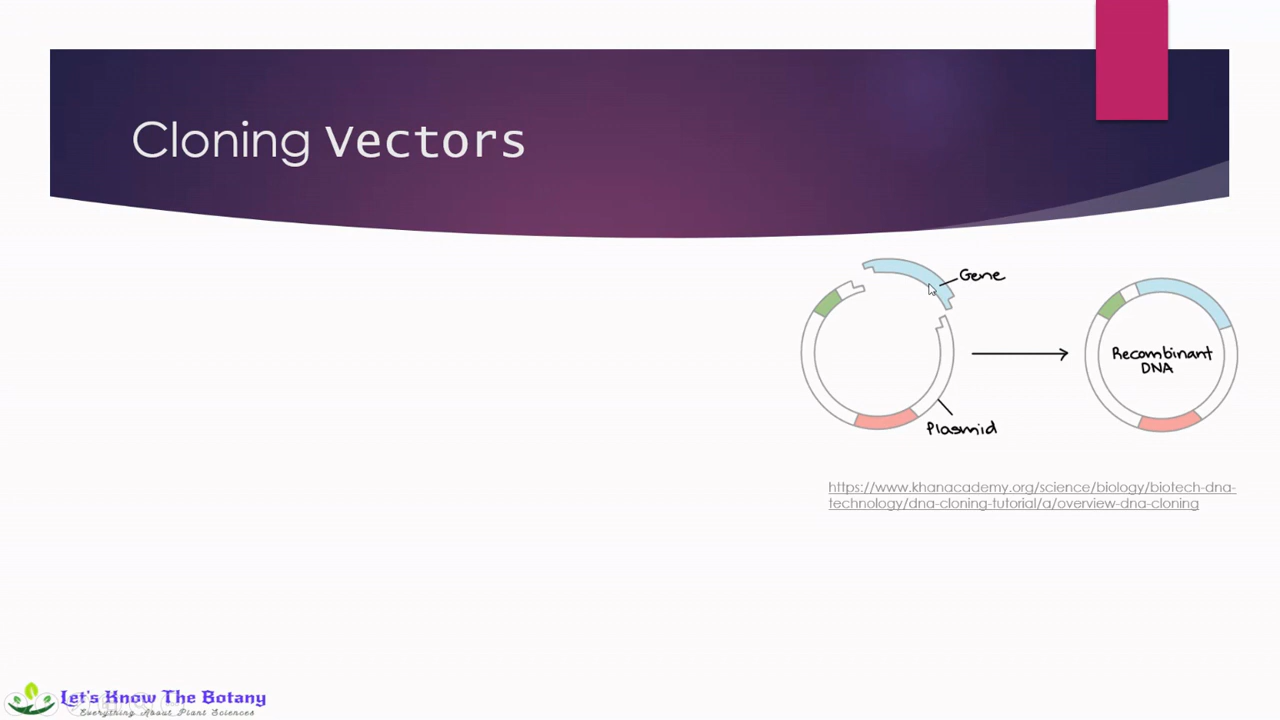 Cloning Vectors
Gene
Recombinant
DNA
Plasmid
https://www.khanacademy.org/science/biology/biotech-dna-
technology/dna-cloning-tutorial/a/overview-dna-cloning
Let's Know The Botany
Everything About Plant Sciences